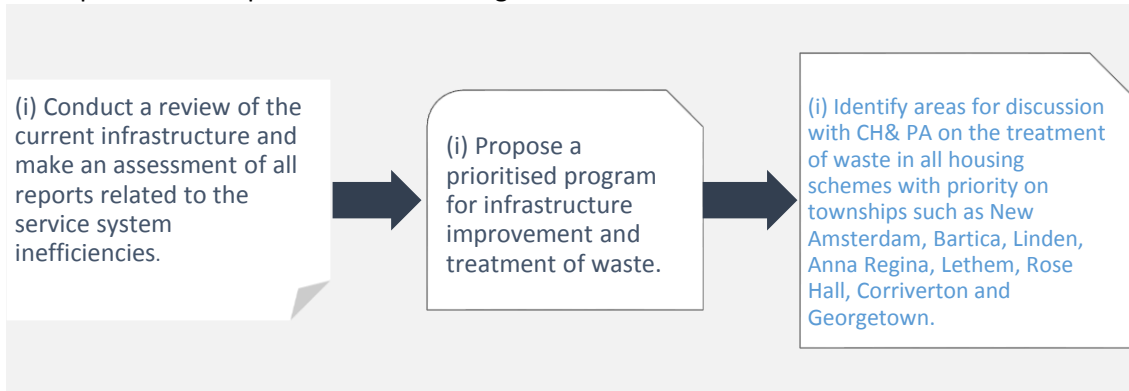 (i) Conduct a review of the
current infrastructure and
make an assessment of all
reports related to the
service system
inefficiencies.
(i) Propose a
prioritised program
for infrastructure
improvement and
treatment of waste.
(i) Identify areas for discussion
with CH& PA on the treatment
of waste in all housing
schemes with priority on
townships such as New
Amsterdam, Bartica, Linden,
Anna Regina, Lethem, Rose
Hall, Corriverton and
Georgetown.